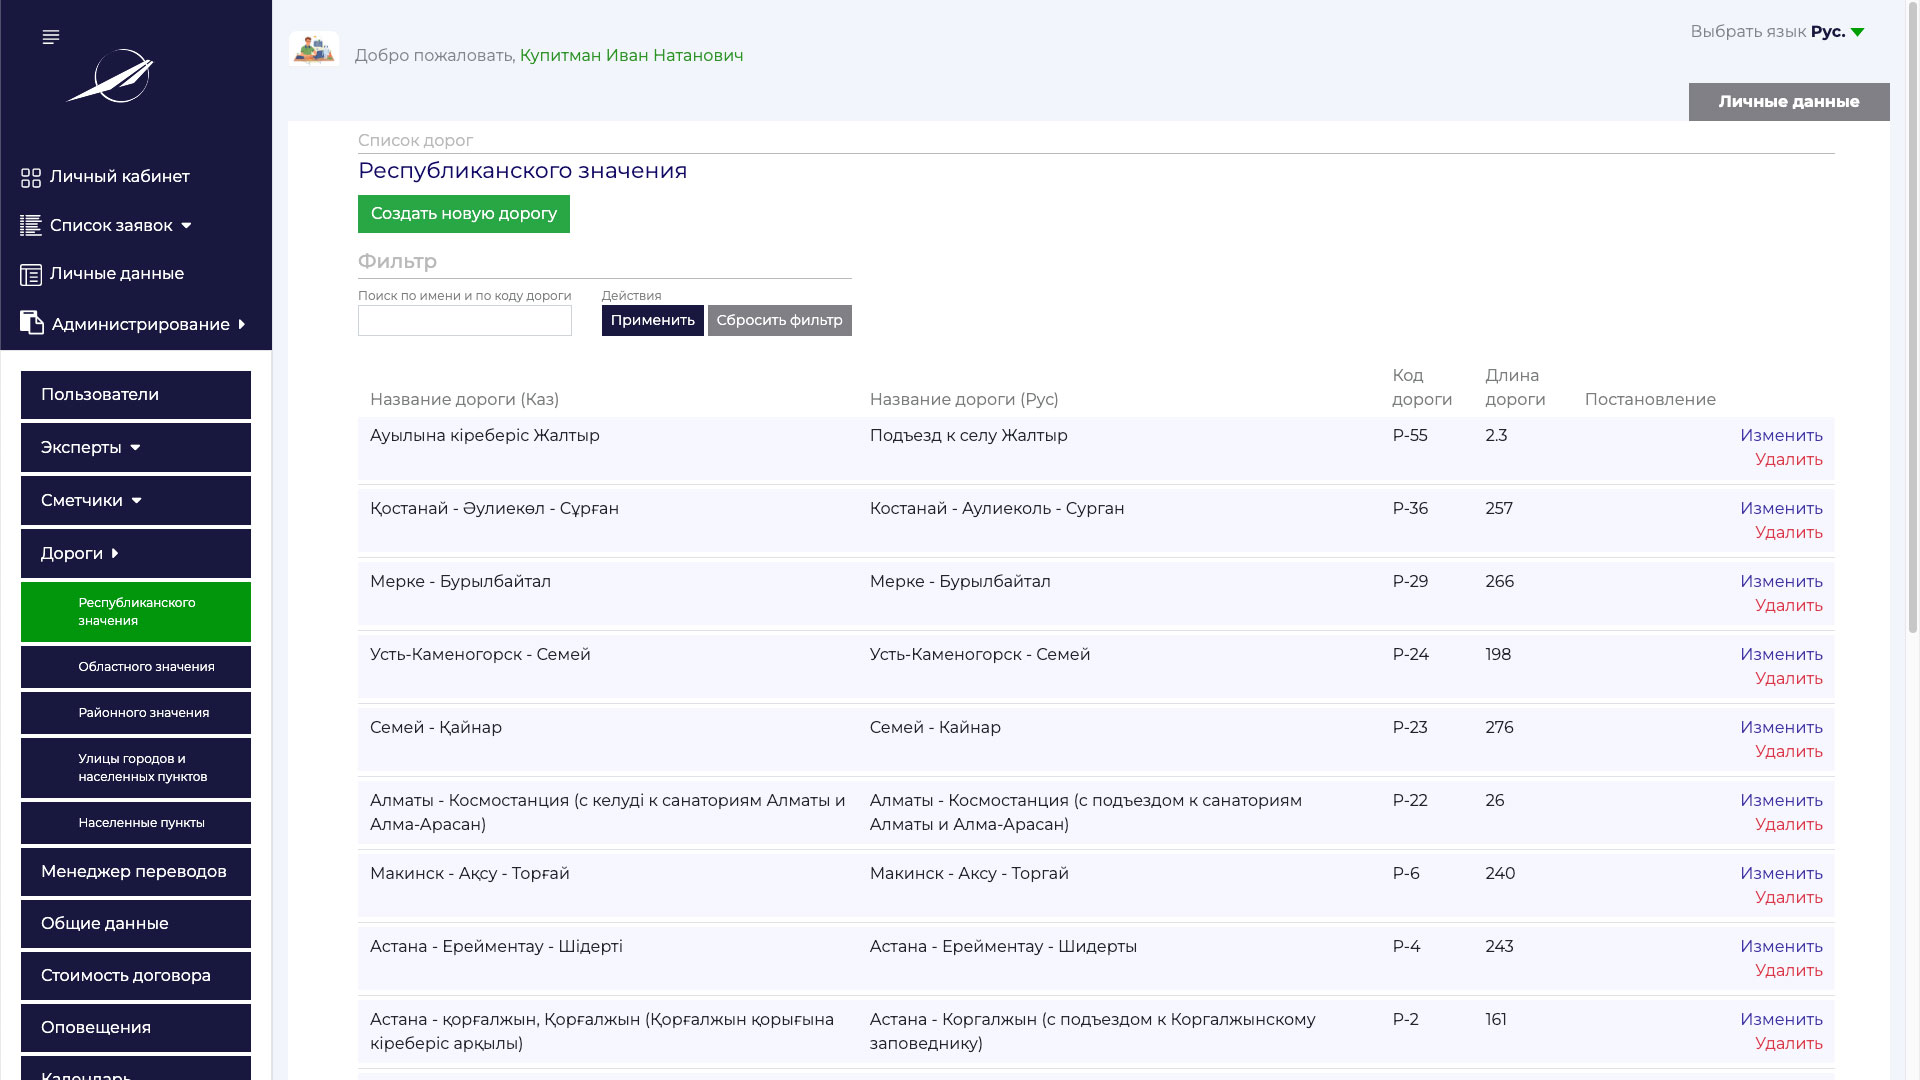 Добро пожаловать, Купитман Иван Натанович
Выбрать язык Рус.
Личные данные
Личный кабинет
Список заявок
Личные данные
Администрирование
Пользователи
Эксперты
Сметчики
Дороги
Республиканского
значения
Областного значения
Районного значения
Улицы городов и
населенных пунктов
Населенные пункты
Менеджер переводов
Общие данные
Стоимость договора
Оповещения
Календарь
Список дорог
Республиканского значения
Создать новую дорогу
Фильтр
Поиск по имени и по коду дороги
Действия
Применить Сбросить фильтр
Название дороги (Каз) Название дороги (Рус) Код дороги Длина дороги Постановление
Ауылына кіреберіс Жалтыр Подъезд к селу Жалтыр Р-55 2.3 Изменить
Удалить
Қостанай - Әулиекөл - Сұрған Костанай - Аулиеколь - Сурган Р-36 257 Изменить
Удалить
Мерке - Бурылбайтал Мерке - Бурылбайтал Р-29 266 Изменить
Удалить
Усть-Каменогорск - Семей Усть-Каменогорск - Семей Р-24 198 Изменить
Удалить
Семей - Қайнар Семей - Кайнар Р-23 276 Изменить
Удалить
Алматы - Космостанция (с келуді к санаториям Алматы и Алматы - Космостанция (с подъездом к санаториям Р-22 26 Изменить
Алма-Арасан) Алматы и Алма-Арасан) Удалить
Макинск - Ақсу - Торғай Макинск - Аксу - Торгай Р-6 240 Изменить
Удалить
Астана - Ерейментау - Шідерті Астана - Ерейментау - Шидерты Р-4 243 Изменить
Удалить
Астана - қорғалжын, Қорғалжын (Қорғалжын қорығына Астана - Коргалжын (с подъездом к Коргалжынскому Р-2 161 Изменить
кіреберіс арқылы) заповеднику) Удалить